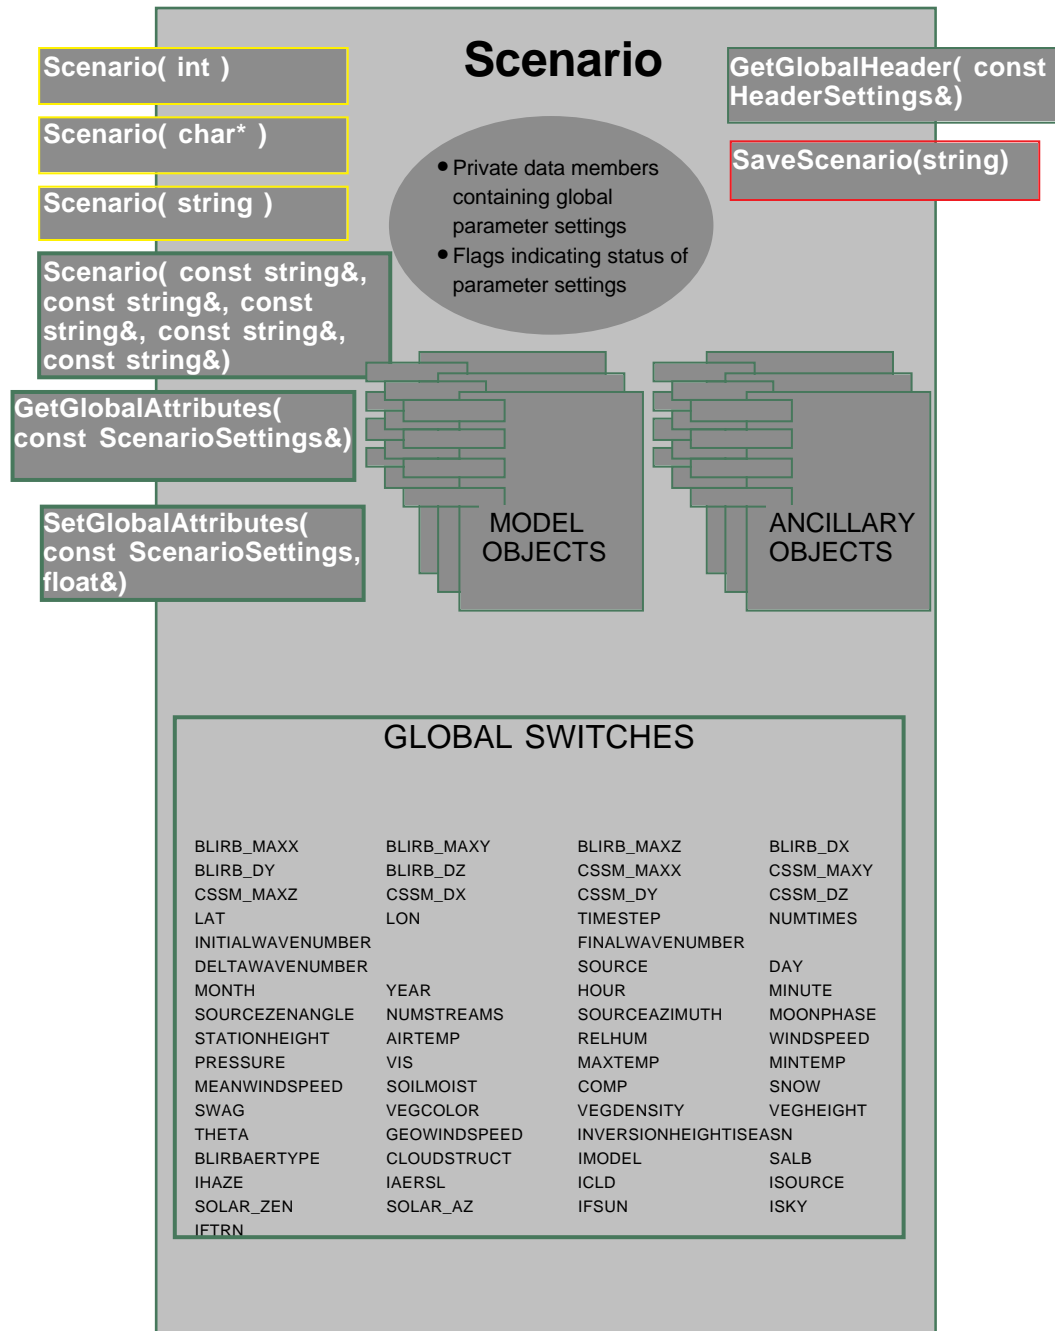 Scenario
Scenario( int )
Scenario( char* )
Scenario( string )
Scenario( const string&,
const string&, const
string&, const string&,
const string&)
GetGlobalAttributes(
const ScenarioSettings&)
SetGlobalAttributes(
const ScenarioSettings,
float&)
GetGlobalHeader( const
HeaderSettings&)
SaveScenario(string)
• Private data members
containing global
parameter settings
• Flags indicating status of
parameter settings
MODEL
OBJECTS
ANCILLARY
OBJECTS
GLOBAL SWITCHES
BLIRB_MAXX BLIRB_MAXY BLIRB_MAXZ BLIRB_DX
BLIRB_DY BLIRB_DZ CSSM_MAXX CSSM_MAXY
CSSM_MAXZ CSSM_DX CSSM_DY CSSM_DZ
LAT LON TIMESTEP NUMTIMES
INITIALWAVENUMBER FINALWAVENUMBER
DELTAWAVENUMBER SOURCE DAY
MONTH YEAR HOUR MINUTE
SOURCEZENANGLE NUMSTREAMS SOURCEAZIMUTH MOONPHASE
STATIONHEIGHT AIRTEMP RELHUM WINDSPEED
PRESSURE VIS MAXTEMP MINTEMP
MEANWINDSPEED SOILMOIST COMP SNOW
SWAG VEGCOLOR VEGDENSITY VEGHEIGHT
THETA GEOWINDSPEED INVERSIONHEIGHTISEASN
BLIRBAERTYPE CLOUDSTRUCT IMODEL SALB
IHAZE IAERSL ICLD ISOURCE
SOLAR_ZEN SOLAR_AZ IFSUN ISKY
IFTRN